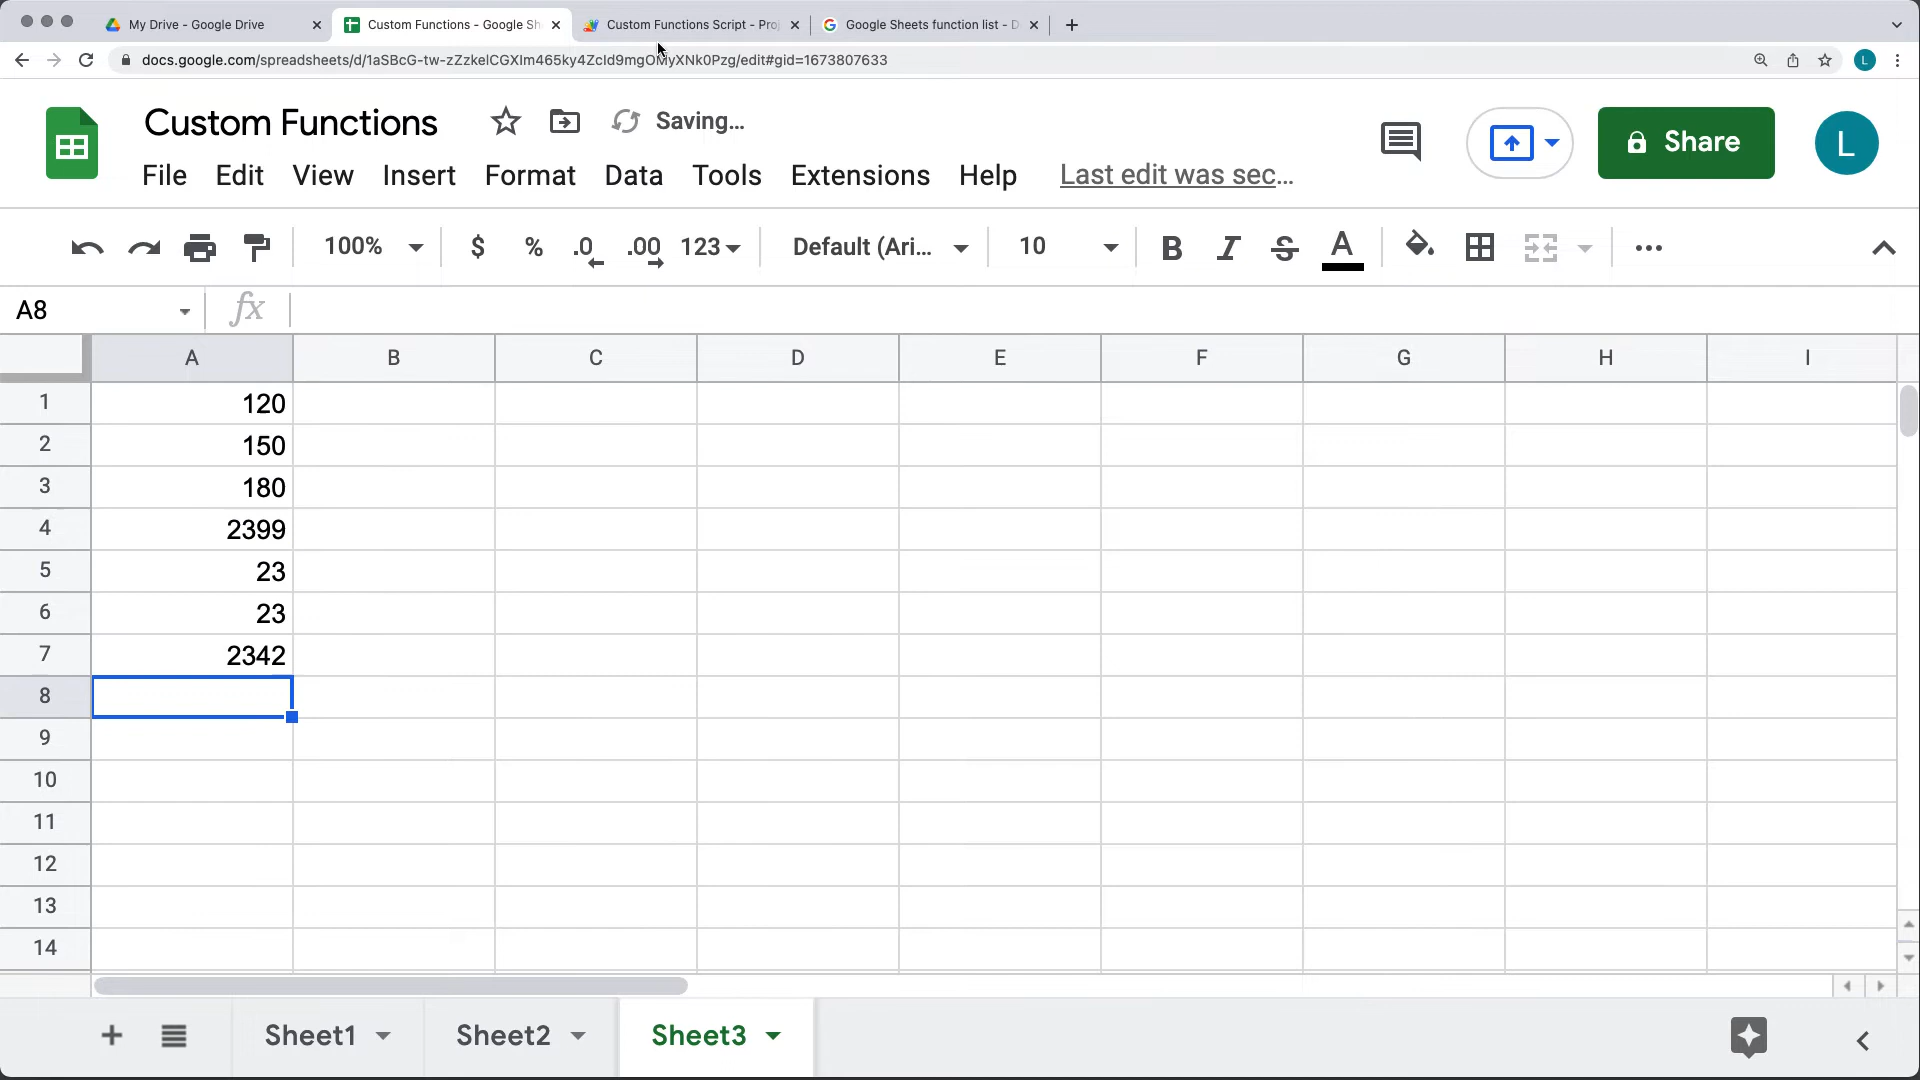 My Drive - Google Drive
Custom Functions - Google Sh
Custom Functions Script - Proj
Google Sheets function list - D
docs.google.com/spreadsheets/d/1aSBcG-tw-zZzkelCGXIm465ky4ZcId9mgOMyXNk0Pzg/edit#gid=1673807633
L
Custom Functions
Saving...
Share
L
File Edit View Insert Format Data Tools Extensions Help Last edit was sec...
100% $ % .0 .00 123 Default (Ari... 10 B I S A
A8 fx
A B C D E F G H I
1 120
2 150
3 180
4 2399
5 23
6 23
7 2342
8
9
10
11
12
13
14
Sheet1 Sheet2 Sheet3